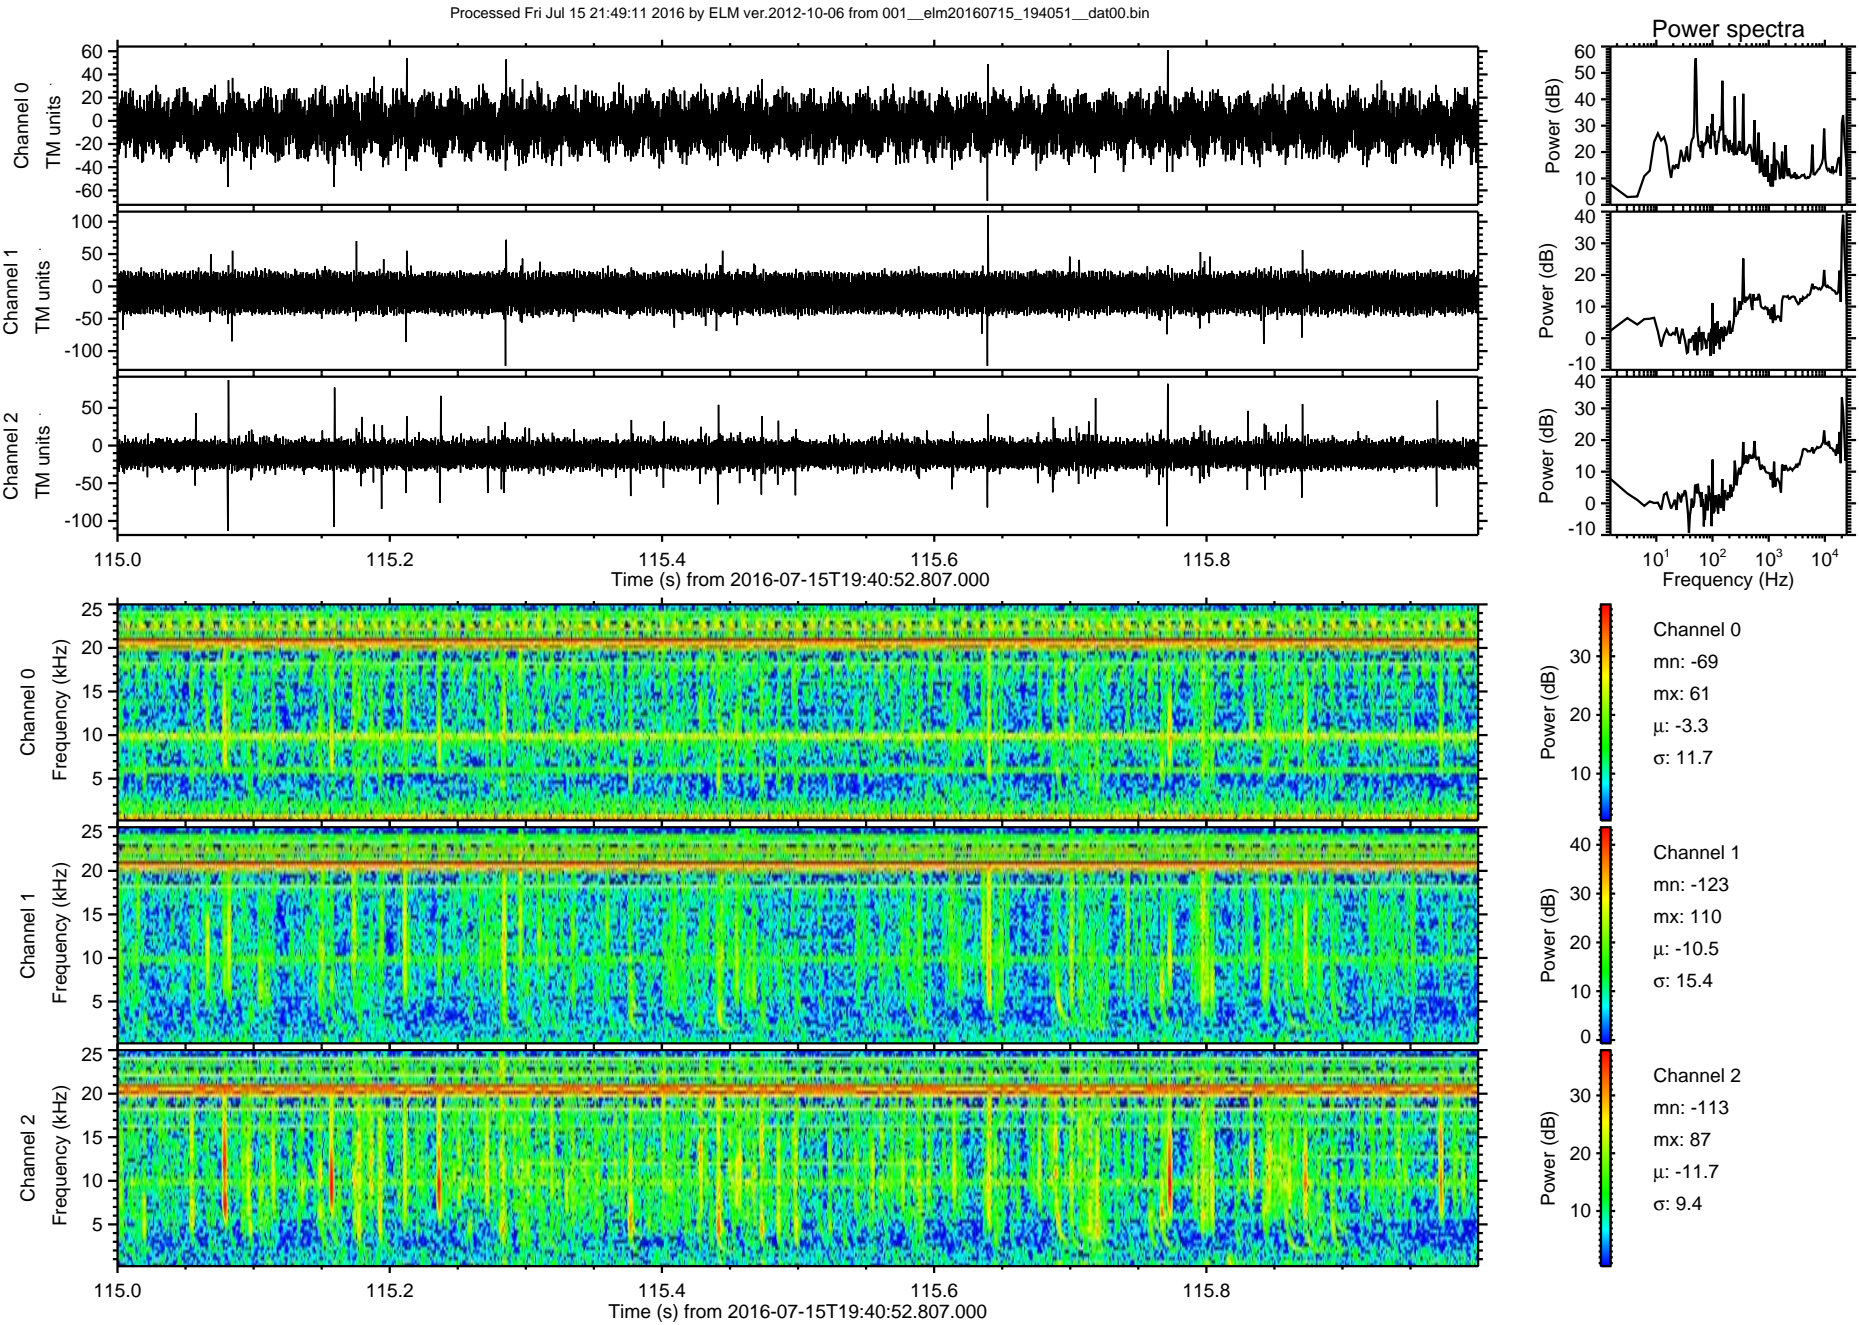 Processed Fri Jul 15 21:49:11 2016 by ELM ver.2012-10-06 from 001__elm20160715_194051__dat00.bin
Power spectra
Channel 0
TM units
60
40
20
0
-20
-40
-60
Power (dB)
60
50
40
30
20
10
0
Channel 1
TM units
100
50
0
-50
-100
Power (dB)
40
30
20
10
0
-10
Channel 2
TM units
50
0
-50
-100
Power (dB)
40
30
20
10
0
-10
115.0 115.2 115.4 115.6 115.8
Time (s) from 2016-07-15T19:40:52.807.000
10¹ 10² 10³ 10⁴
Frequency (Hz)
Channel 0
Frequency (kHz)
25
20
15
10
5
Power (dB)
30
20
10
Channel 0
mn: -69
mx: 61
μ: -3.3
σ: 11.7
Channel 1
Frequency (kHz)
25
20
15
10
5
Power (dB)
40
30
20
10
0
Channel 1
mn: -123
mx: 110
μ: -10.5
σ: 15.4
Channel 2
Frequency (kHz)
25
20
15
10
5
Power (dB)
30
20
10
Channel 2
mn: -113
mx: 87
μ: -11.7
σ: 9.4
115.0 115.2 115.4 115.6 115.8
Time (s) from 2016-07-15T19:40:52.807.000